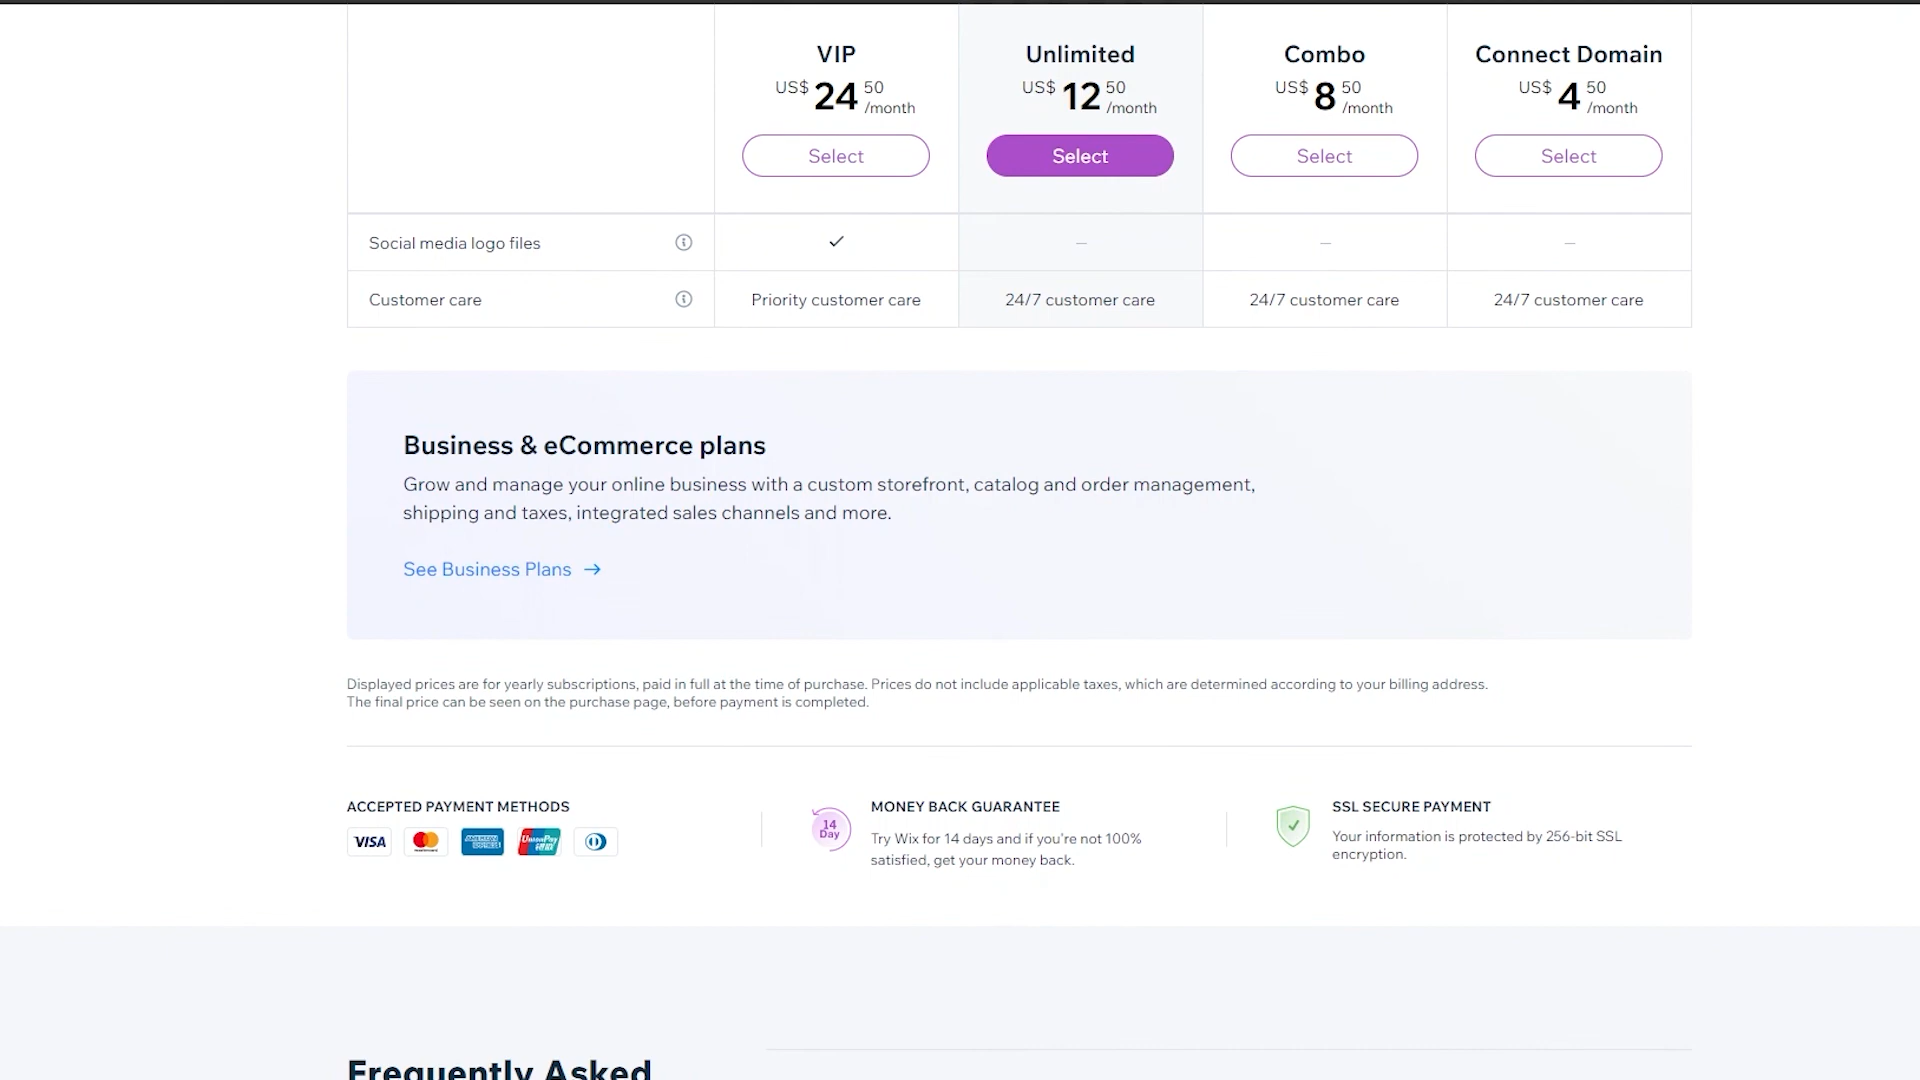 VIP
US$ 24 50 /month
Select
Unlimited
US$ 12 50 /month
Select
Combo
US$ 8 50 /month
Select
Connect Domain
US$ 4 50 /month
Select
Social media logo files
Customer care Priority customer care 24/7 customer care 24/7 customer care 24/7 customer care
Business & eCommerce plans
Grow and manage your online business with a custom storefront, catalog and order management,
shipping and taxes, integrated sales channels and more.
See Business Plans →
Displayed prices are for yearly subscriptions, paid in full at the time of purchase. Prices do not include applicable taxes, which are determined according to your billing address.
The final price can be seen on the purchase page, before payment is completed.
ACCEPTED PAYMENT METHODS
VISA
AMERICAN EXPRESS
UnionPay
14
Day
MONEY BACK GUARANTEE
Try Wix for 14 days and if you're not 100%
satisfied, get your money back.
SSL SECURE PAYMENT
Your information is protected by 256-bit SSL
encryption.
Frequently Asked